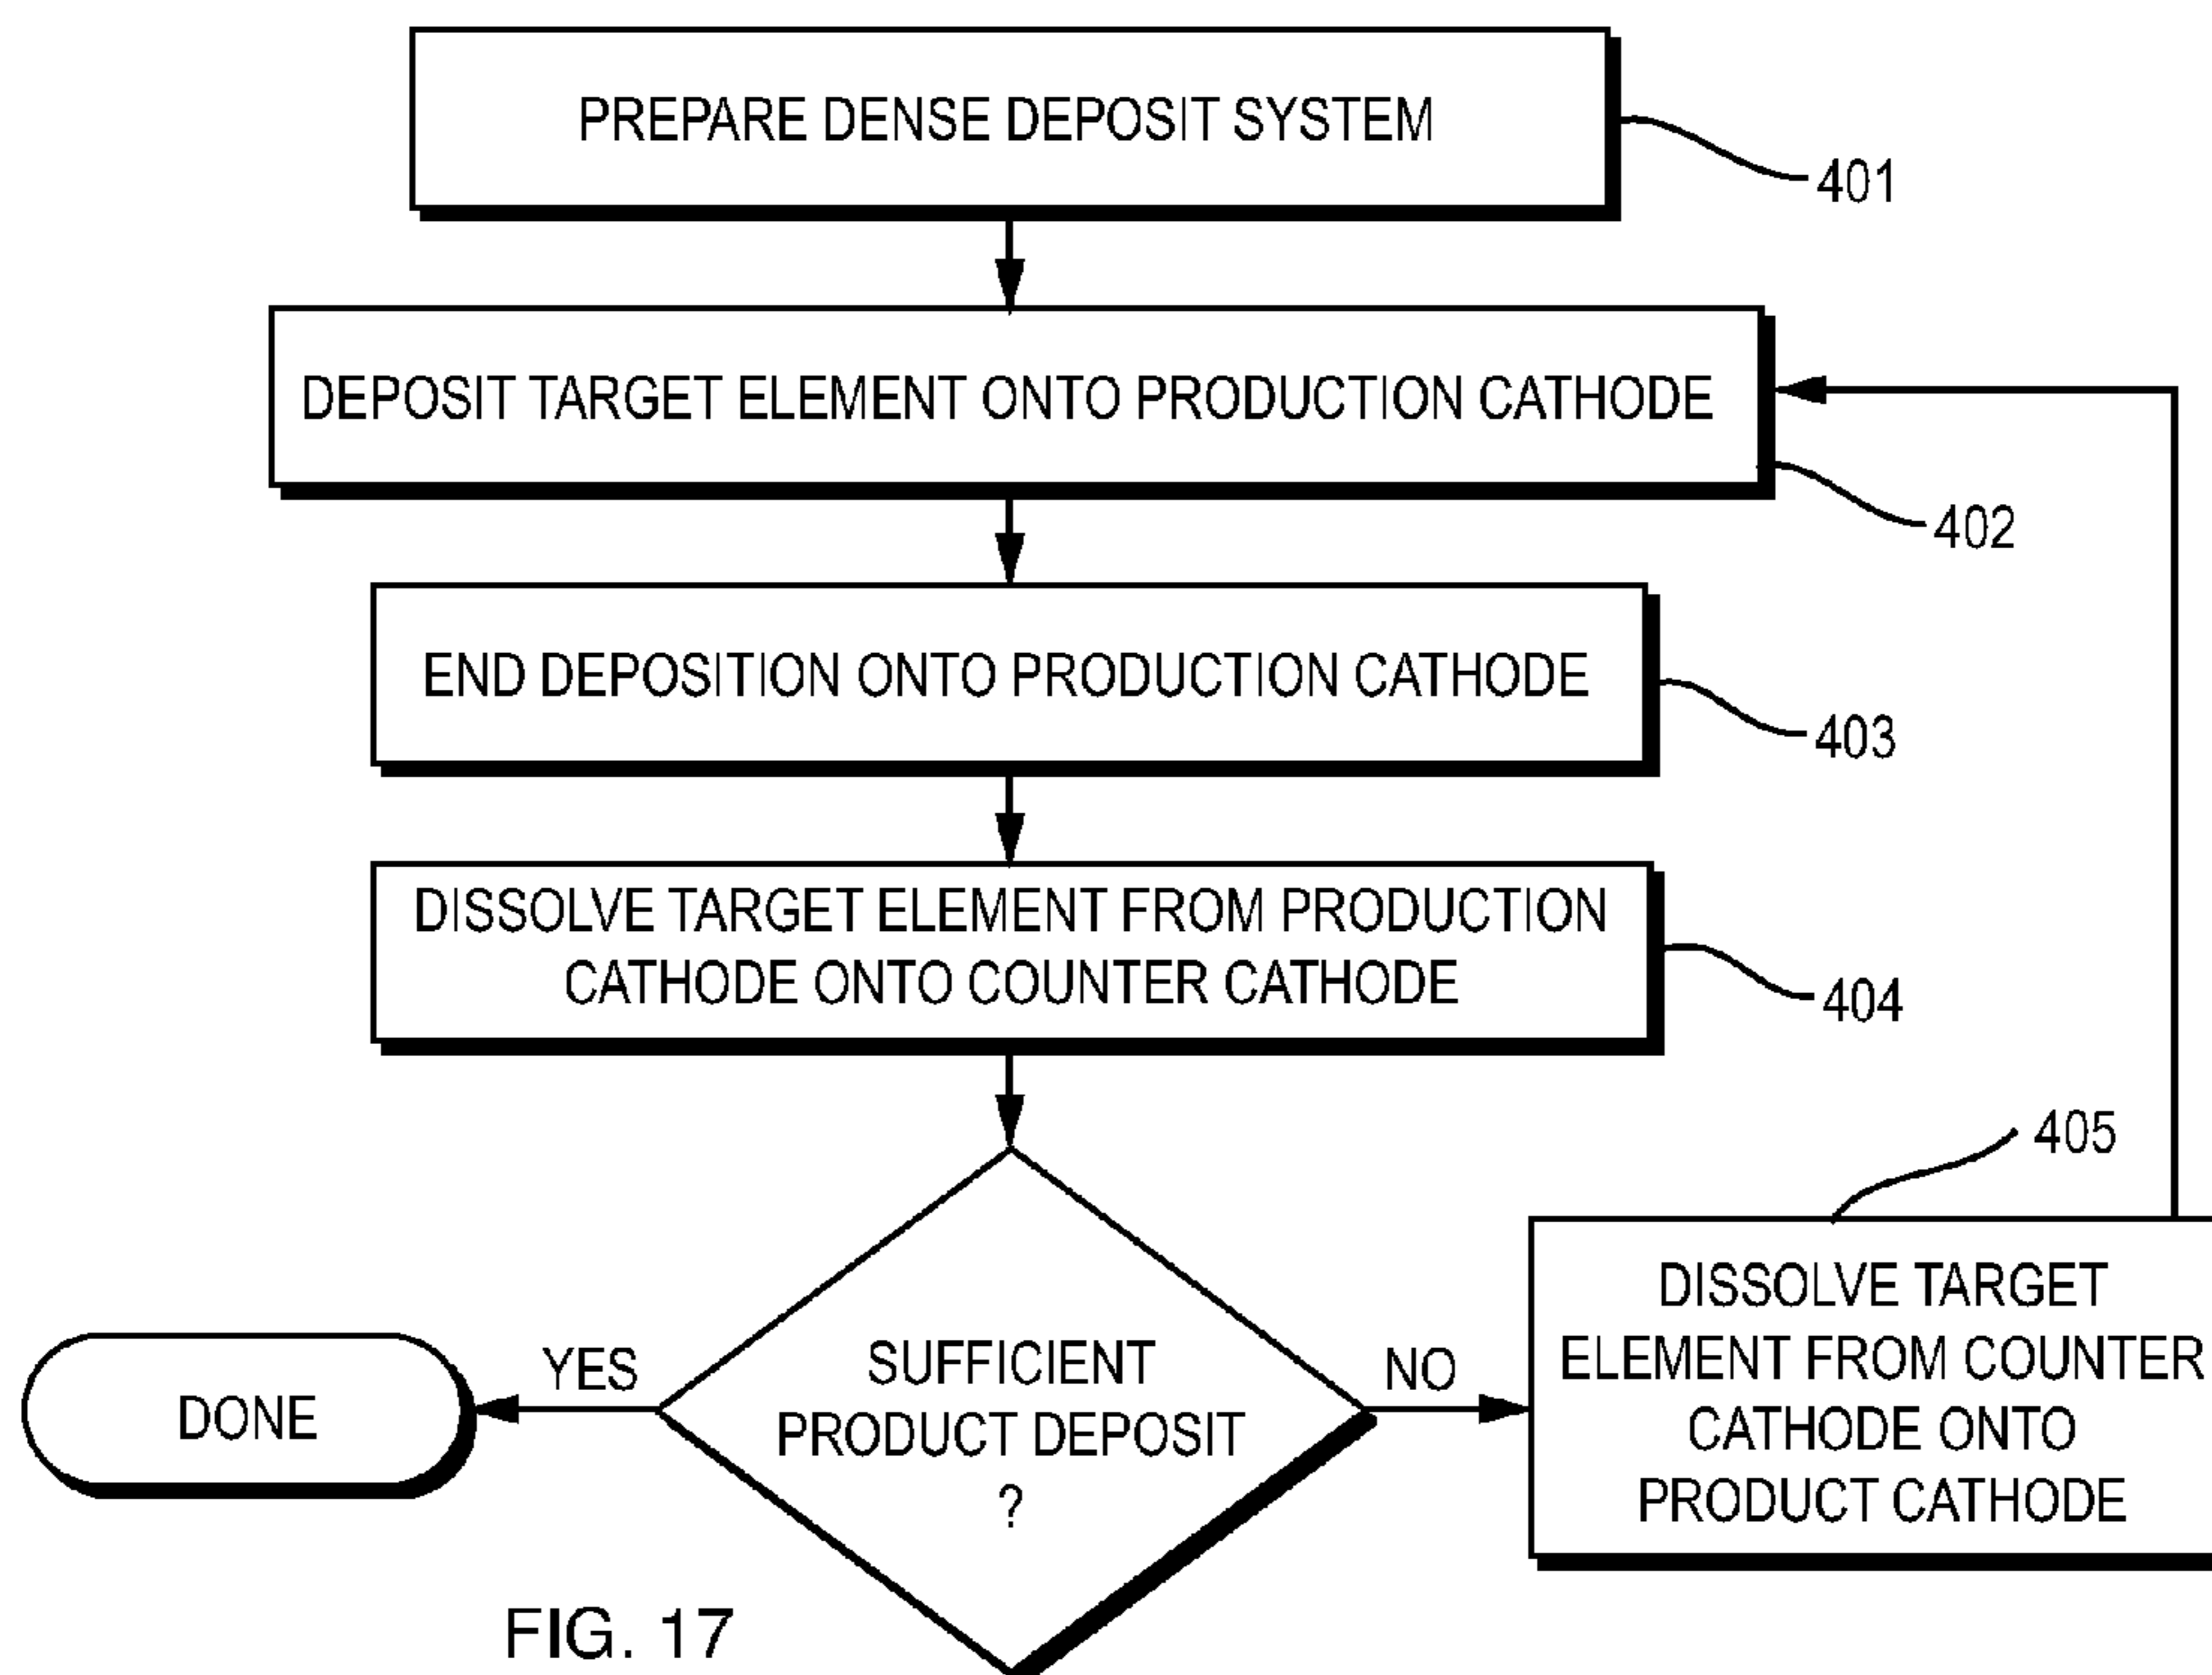 PREPARE DENSE DEPOSIT SYSTEM
401
DEPOSIT TARGET ELEMENT ONTO PRODUCTION CATHODE
402
END DEPOSITION ONTO PRODUCTION CATHODE
403
DISSOLVE TARGET ELEMENT FROM PRODUCTION
CATHODE ONTO COUNTER CATHODE
404
SUFFICIENT
PRODUCT DEPOSIT
?
YES
DONE
NO
405
DISSOLVE TARGET
ELEMENT FROM COUNTER
CATHODE ONTO
PRODUCT CATHODE
FIG. 17